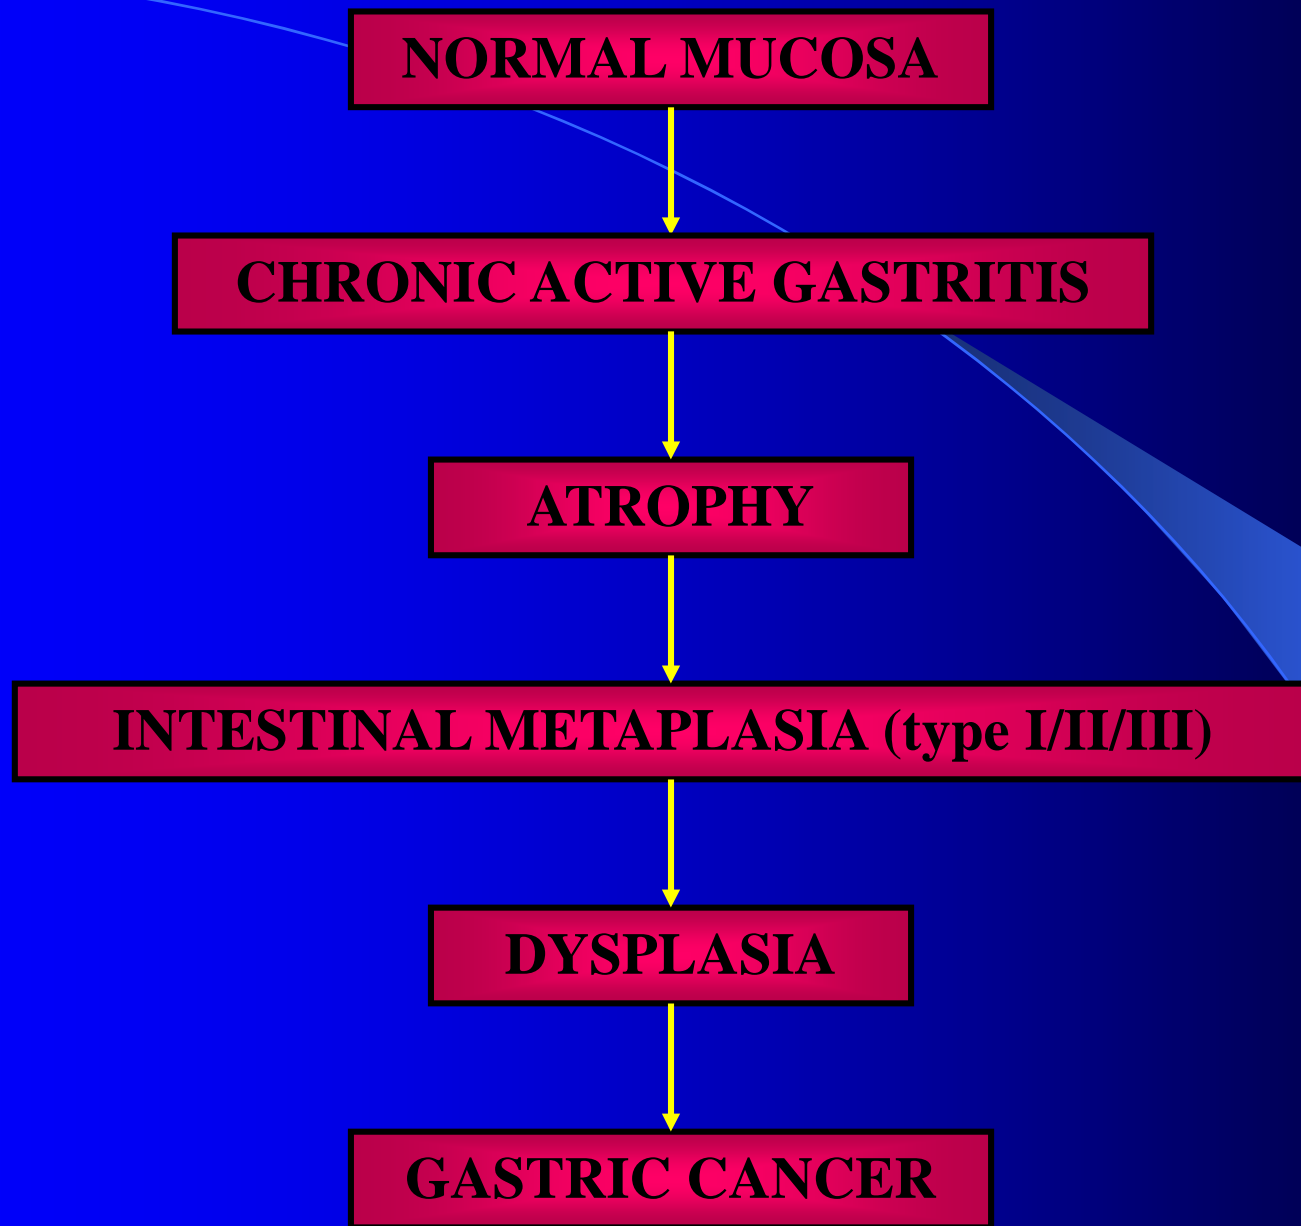 NORMAL MUCOSA
CHRONIC ACTIVE GASTRITIS
ATROPHY
INTESTINAL METAPLASIA (type I/II/III)
DYSPLASIA
GASTRIC CANCER